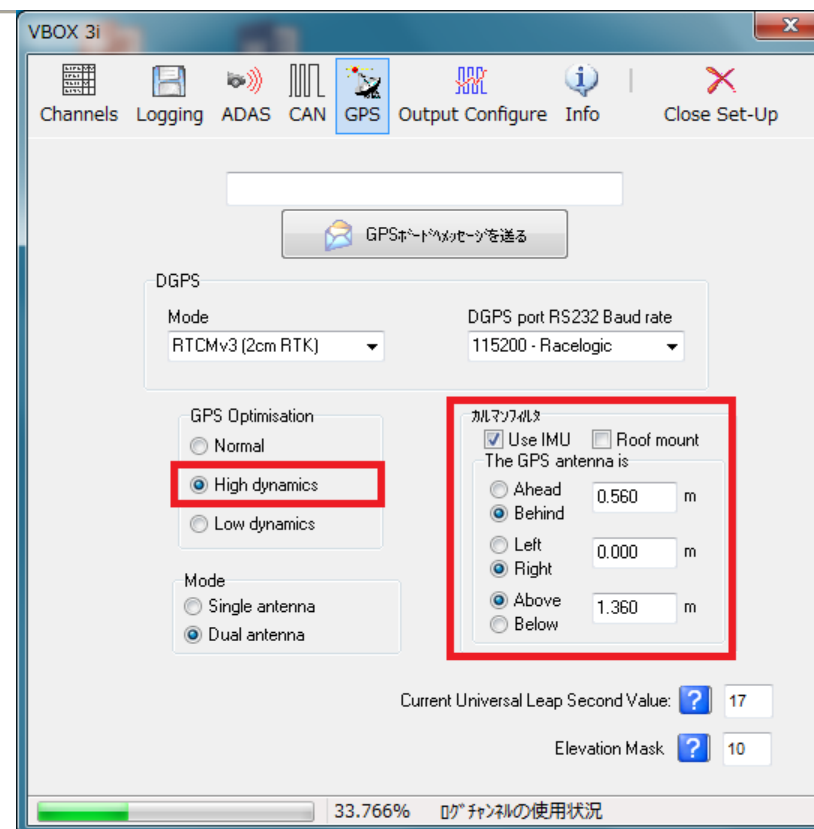 VBOX 3i
x
Channels Logging ADAS CAN GPS Output Configure Info Close Set-Up
GPSﾎﾞｰﾄﾞﾍﾒｯｾｰｼﾞを送る
DGPS
Mode DGPS port RS232 Baud rate
RTCMv3 (2cm RTK) 115200 - Racelogic
GPS Optimisation
Normal
High dynamics
Low dynamics
ｶﾙﾏﾝﾌｨﾙﾀ
Use IMU Roof mount
The GPS antenna is
Ahead
Behind
0.560 m
Left
Right
0.000 m
Above
Below
1.360 m
Mode
Single antenna
Dual antenna
Current Universal Leap Second Value: ? 17
Elevation Mask ? 10
33.766% ﾛｸﾞﾁｬﾝﾈﾙの使用状況